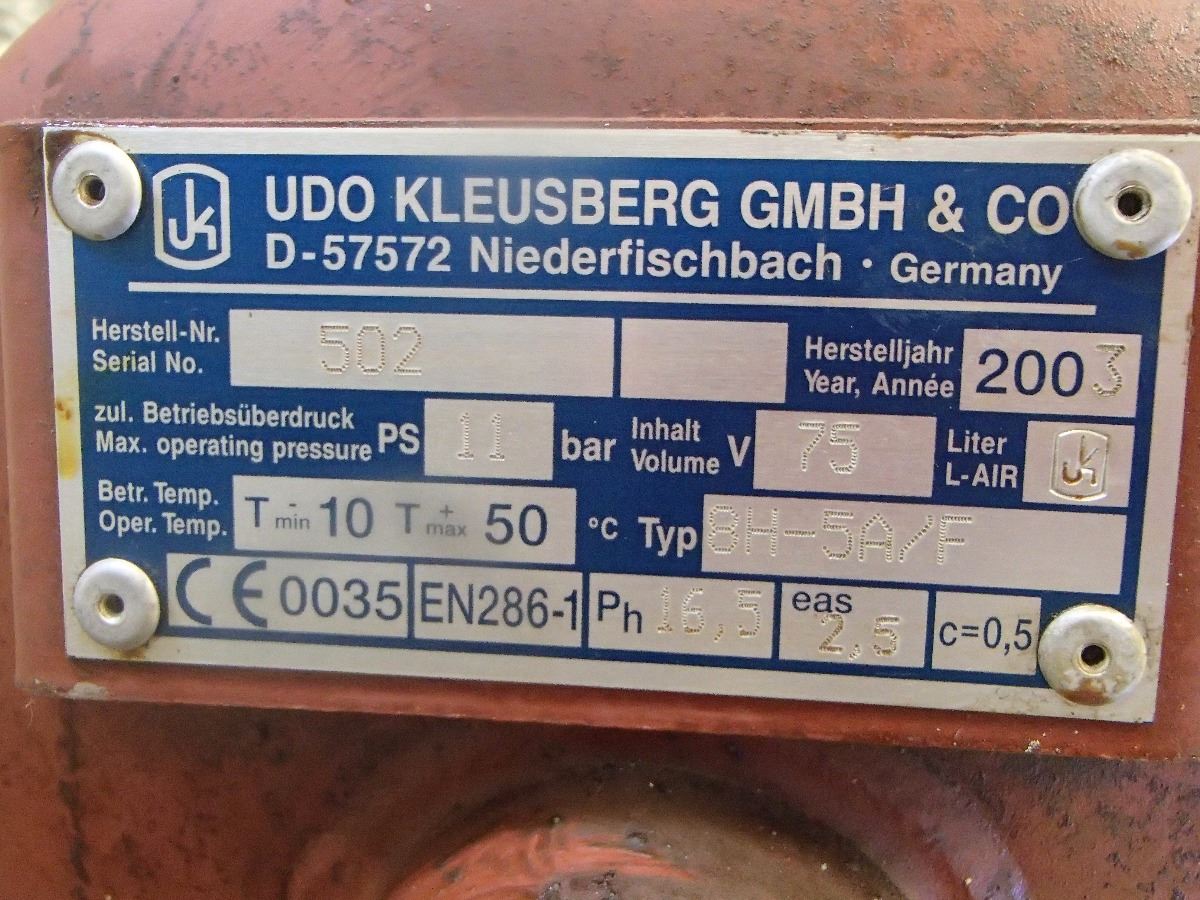 UDO KLEUSBERG GMBH & CO
D-57572 Niederfischbach · Germany
Herstell-Nr.
Serial No.
502
Herstelljahr
Year, Année
2003
zul. Betriebsüberdruck
Max. operating pressure
PS
11
bar
Inhalt
Volume
V
75
Liter
L-AIR
JK
Betr. Temp.
Oper. Temp.
T min - 10 T max + 50
°C
Typ
8H-5A/F
CE 0035
EN286-1
Ph 16,5
eas
2,5
c=0,5